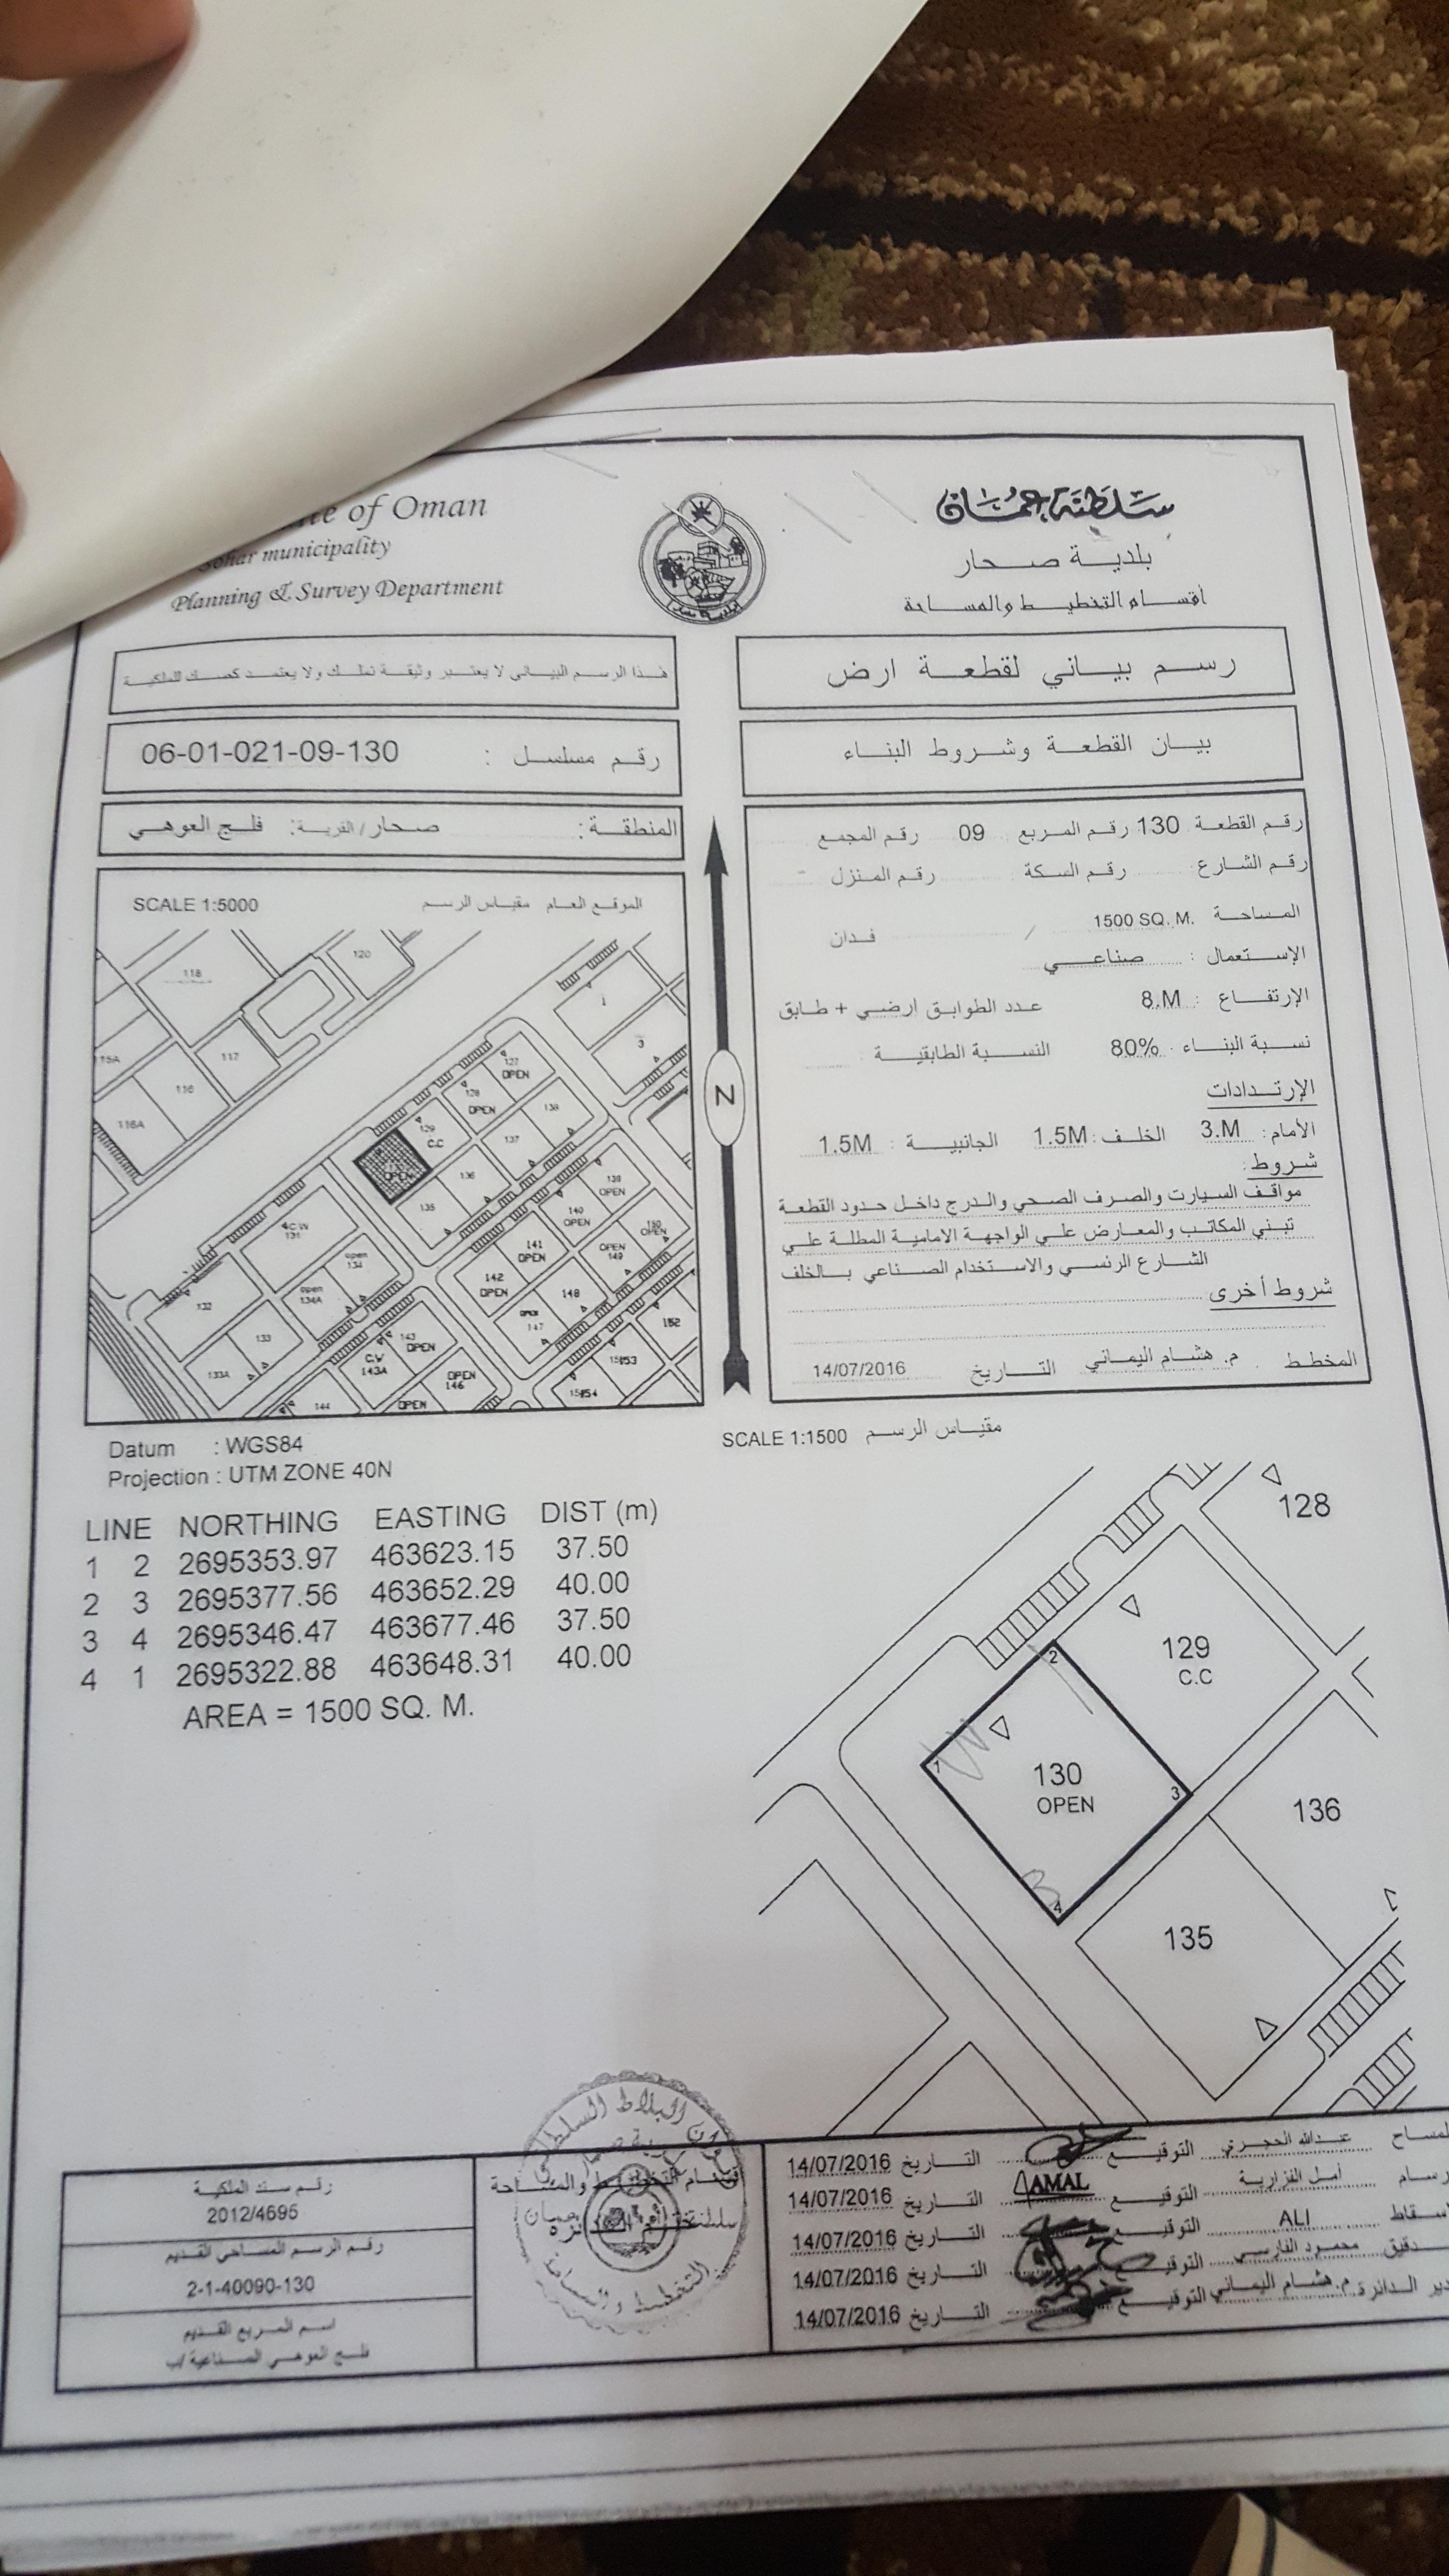 of Oman
Sohar municipality
Planning & Survey Department
سلطنة عمان
بلدية صحار
أقسام التخطيط والمساحة
هذا الرسم البياني لا يعتبر وثيقة تملك ولا يعتمد كصك للملكية
رسم بياني لقطعة ارض
رقم مسلسل : 06-01-021-09-130
بيان القطعة وشروط البناء
المنطقة : صحار / القرية: فلج العوهي
رقم القطعة 130 رقم المربع 09 رقم المجمع
رقم الشارع رقم السكة رقم المنزل -
المساحة 1500 SQ. M. / فدان
الإستعمال : صناعي
الإرتفاع : 8.M عدد الطوابق ارضي + طابق
نسبة البناء 80% النسبة الطابقية :
الإرتدادات
الأمام: 3.M الخلف: 1.5M الجانبية : 1.5M
شروط:
مواقف السيارت والصرف الصحي والدرج داخل حدود القطعة
تبني المكاتب والمعارض علي الواجهة الامامية المطلة علي
الشارع الرئسي والاستخدام الصناعي بالخلف
شروط أخرى
المخطط . م. هشام اليماني التاريخ 14/07/2016
SCALE 1:5000 الموقع العام مقياس الرسم
118
120
115A
117
116
116A
1
3
127
OPEN
128
OPEN
129
C.C
138
137
136
OPEN
135
139
OPEN
140
OPEN
150
OPEN
141
OPEN
OPEN
149
142
OPEN
148
OPEN
147
C.W
131
open
134
open
134A
132
133
133A
143
OPEN
C.V
143A
OPEN
146
144
OPEN
152
N
Datum : WGS84
Projection : UTM ZONE 40N
SCALE 1:1500 مقياس الرسم
LINE NORTHING EASTING DIST (m)
1 2 2695353.97 463623.15 37.50
2 3 2695377.56 463652.29 40.00
3 4 2695346.47 463677.46 37.50
4 1 2695322.88 463648.31 40.00
AREA = 1500 SQ. M.
128
129
C.C
2
1
130
OPEN
3
4
136
135
رقم سند الملكية
2012/4695
رقم الرسم المساحي القديم
2-1-40090-130
اسم المربع القديم
فلج العوهي الصناعية /ب
أقسام التخطيط والمساحة
ختم الدائرة
عبدالله الحجري التوقيع التاريخ 14/07/2016
أمل الفزارية التوقيع AMAL التاريخ 14/07/2016
ALI التوقيع التاريخ 14/07/2016
محمود الفارسي التوقيع التاريخ 14/07/2016
الدائرة م. هشام اليماني التوقيع التاريخ 14/07/2016